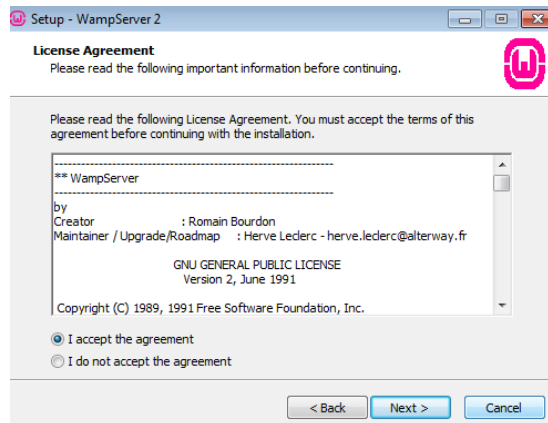 Setup - WampServer 2
License Agreement
Please read the following important information before continuing.
Please read the following License Agreement. You must accept the terms of this
agreement before continuing with the installation.
----------------------------------------------------------------
** WampServer
----------------------------------------------------------------
by
Creator : Romain Bourdon
Maintainer / Upgrade/Roadmap : Herve Leclerc - herve.leclerc@alterway.fr
GNU GENERAL PUBLIC LICENSE
Version 2, June 1991
Copyright (C) 1989, 1991 Free Software Foundation, Inc.
I accept the agreement
I do not accept the agreement
< Back Next > Cancel